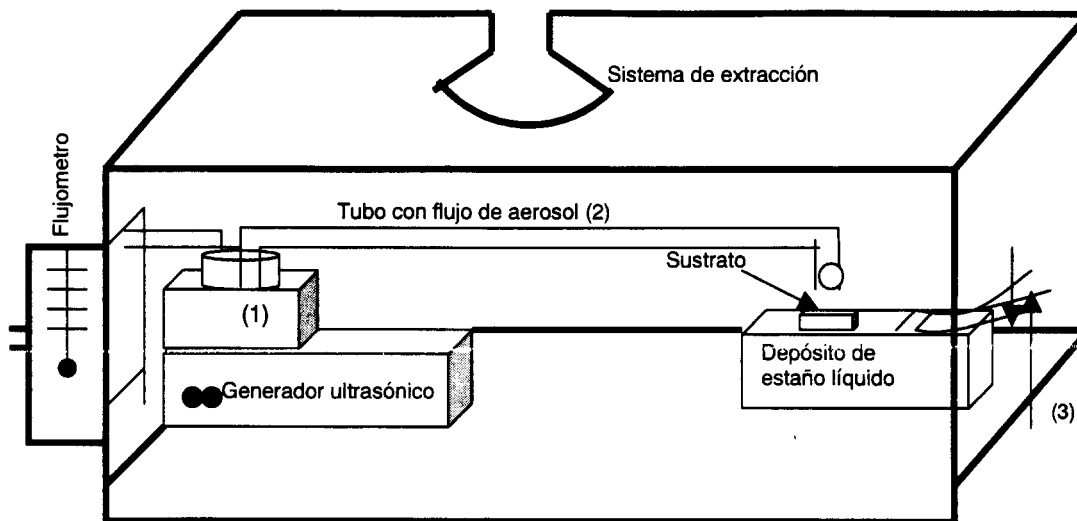 Sistema de extracción
Flujometro
Tubo con flujo de aerosol (2)
Sustrato
(1)
Depósito de
estaño líquido
Generador ultrasónico
(3)